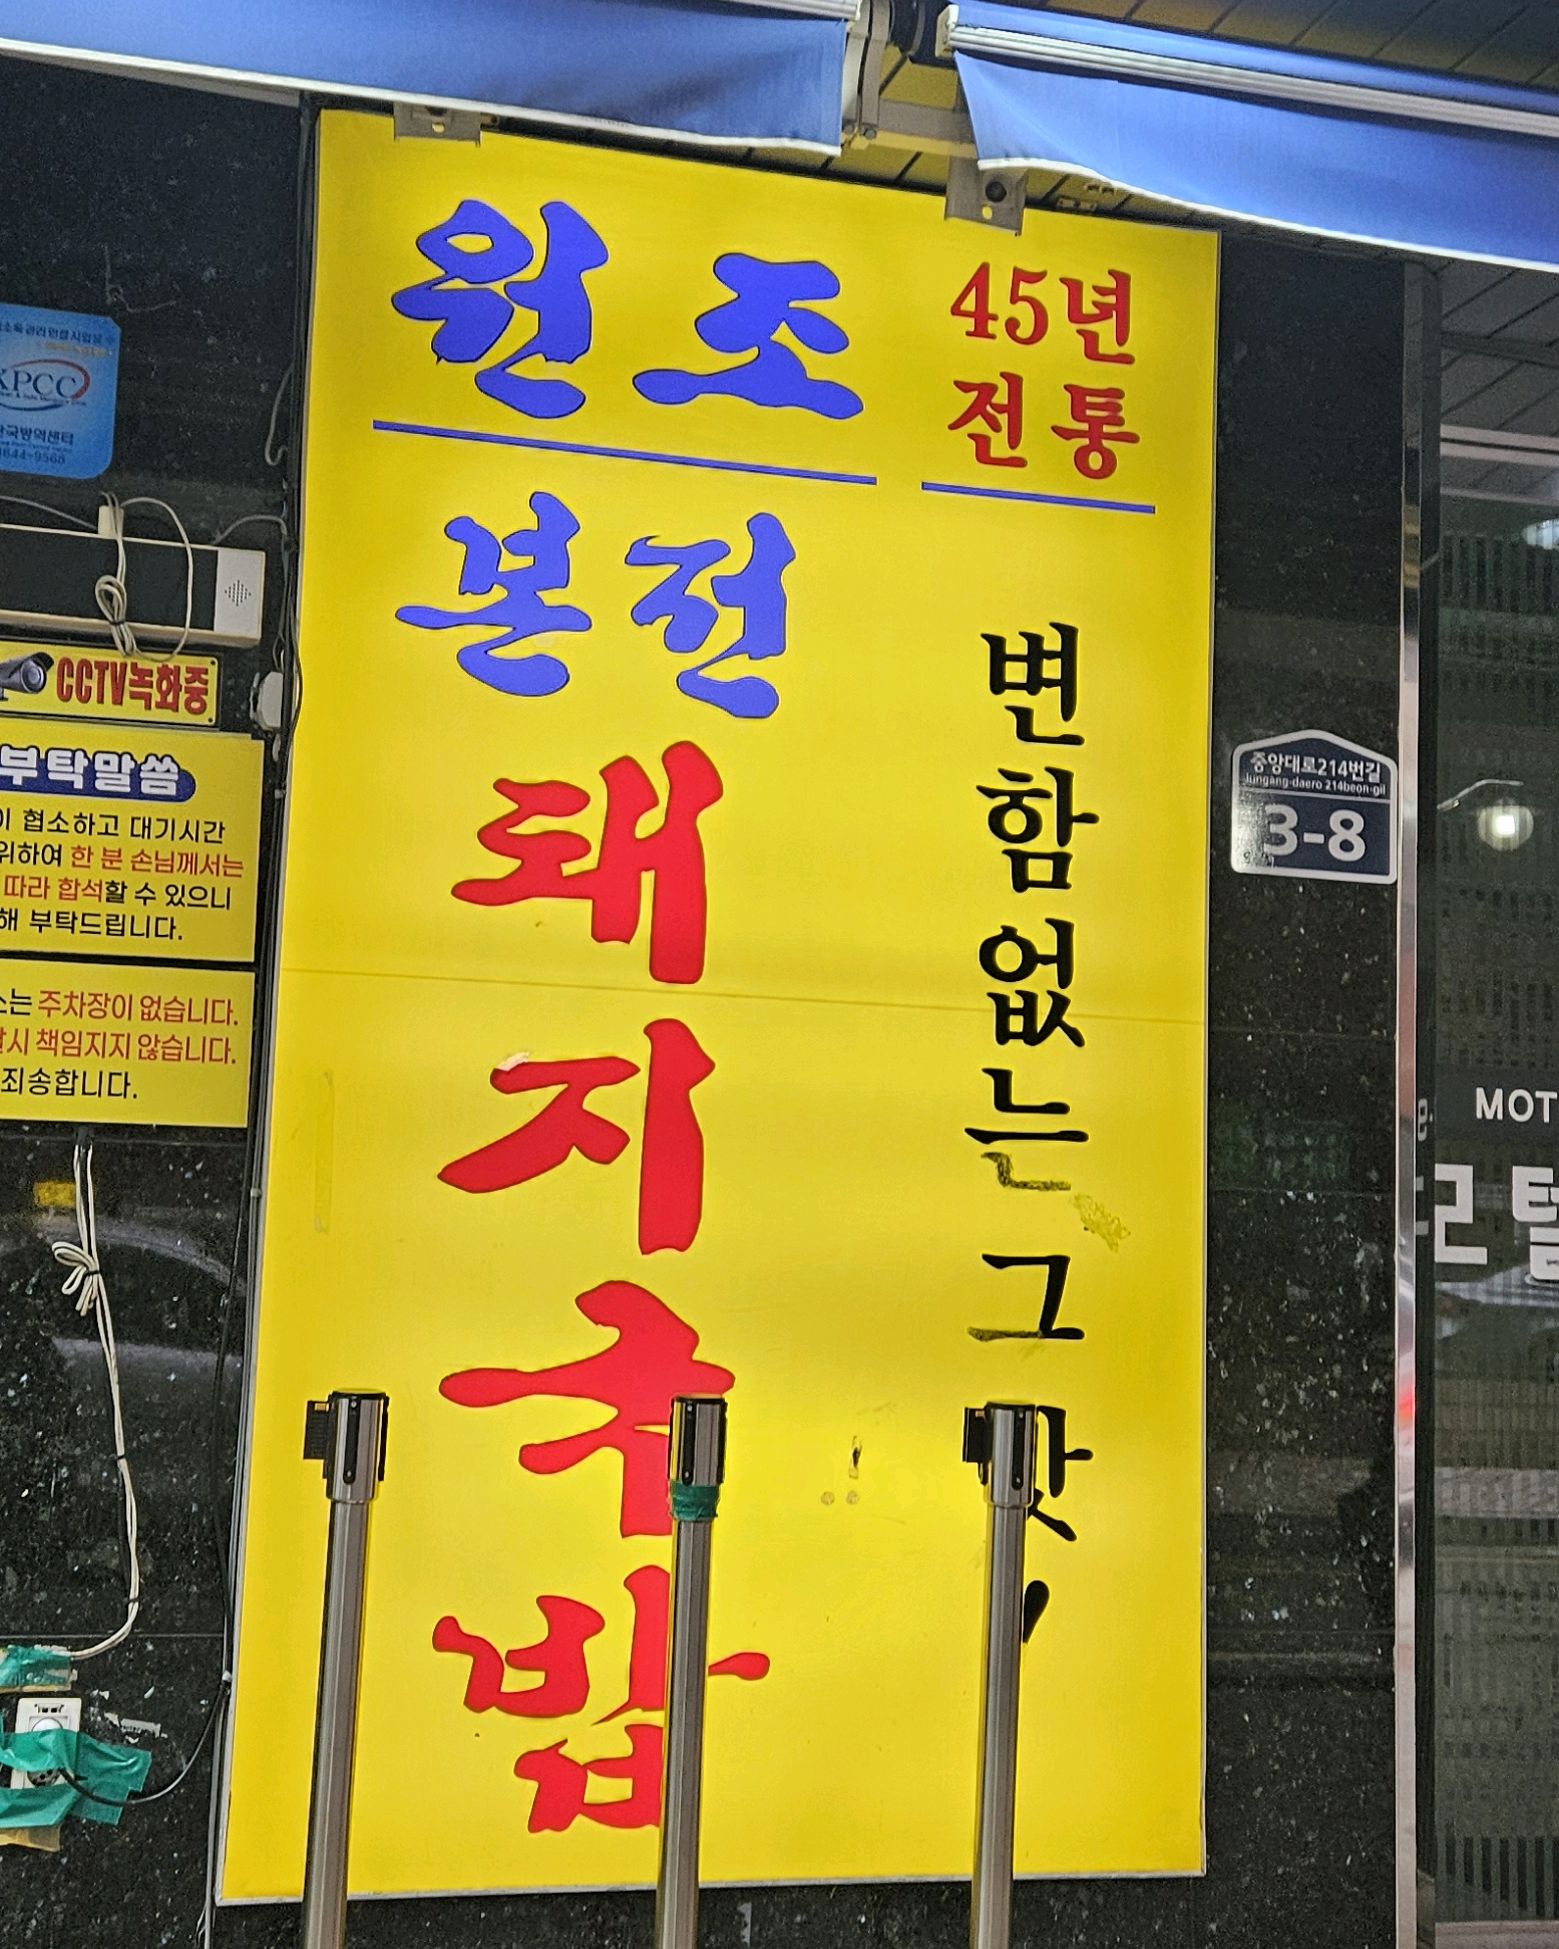 원조
45년
전통
본전
돼지국밥
변함없는 그 맛!
KPCC
1644-9568
CCTV녹화중
부탁말씀
협소하고 대기시간
위하여 한 분 손님께서는
따라 합석할 수 있으니
부탁드립니다.
주차장이 없습니다.
책임지지 않습니다.
죄송합니다.
중앙대로214번길
Jungang-daero 214beon-gil
3-8
MOT
모텔